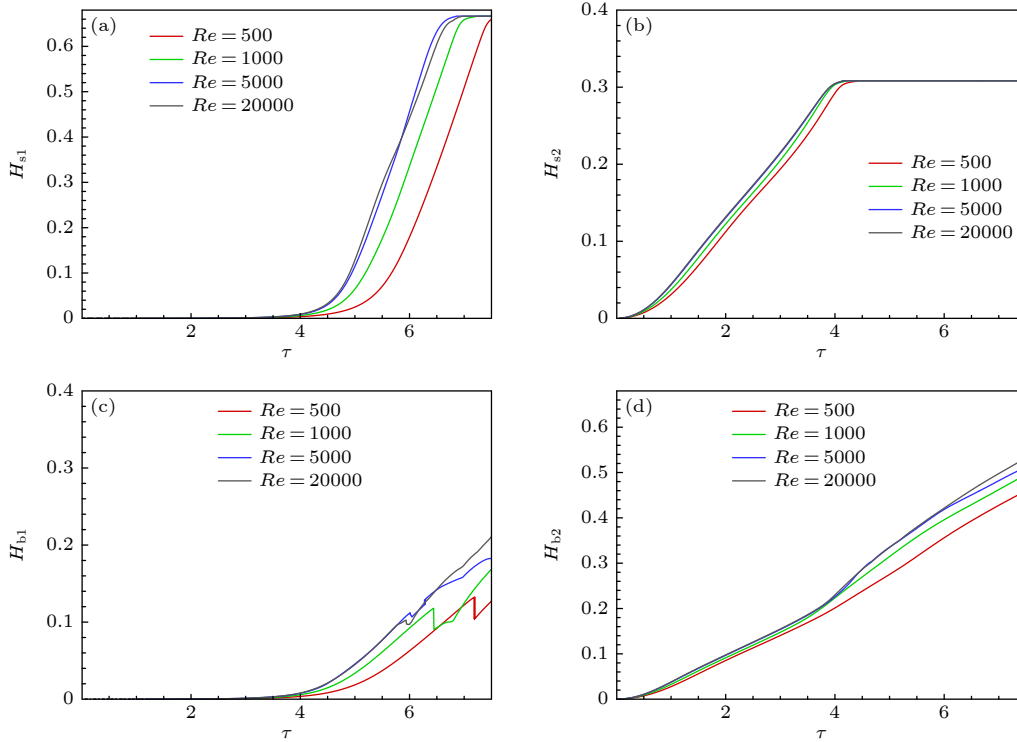 (a)
Re = 500
Re = 1000
Re = 5000
Re = 20000
0.6
0.5
0.4
0.3
0.2
0.1
0
H_s1
2 4 6
τ
(b)
Re = 500
Re = 1000
Re = 5000
Re = 20000
0.4
0.3
0.2
0.1
0
H_s2
2 4 6
τ
(c)
Re = 500
Re = 1000
Re = 5000
Re = 20000
0.4
0.3
0.2
0.1
0
H_b1
2 4 6
τ
(d)
Re = 500
Re = 1000
Re = 5000
Re = 20000
0.6
0.5
0.4
0.3
0.2
0.1
0
H_b2
2 4 6
τ